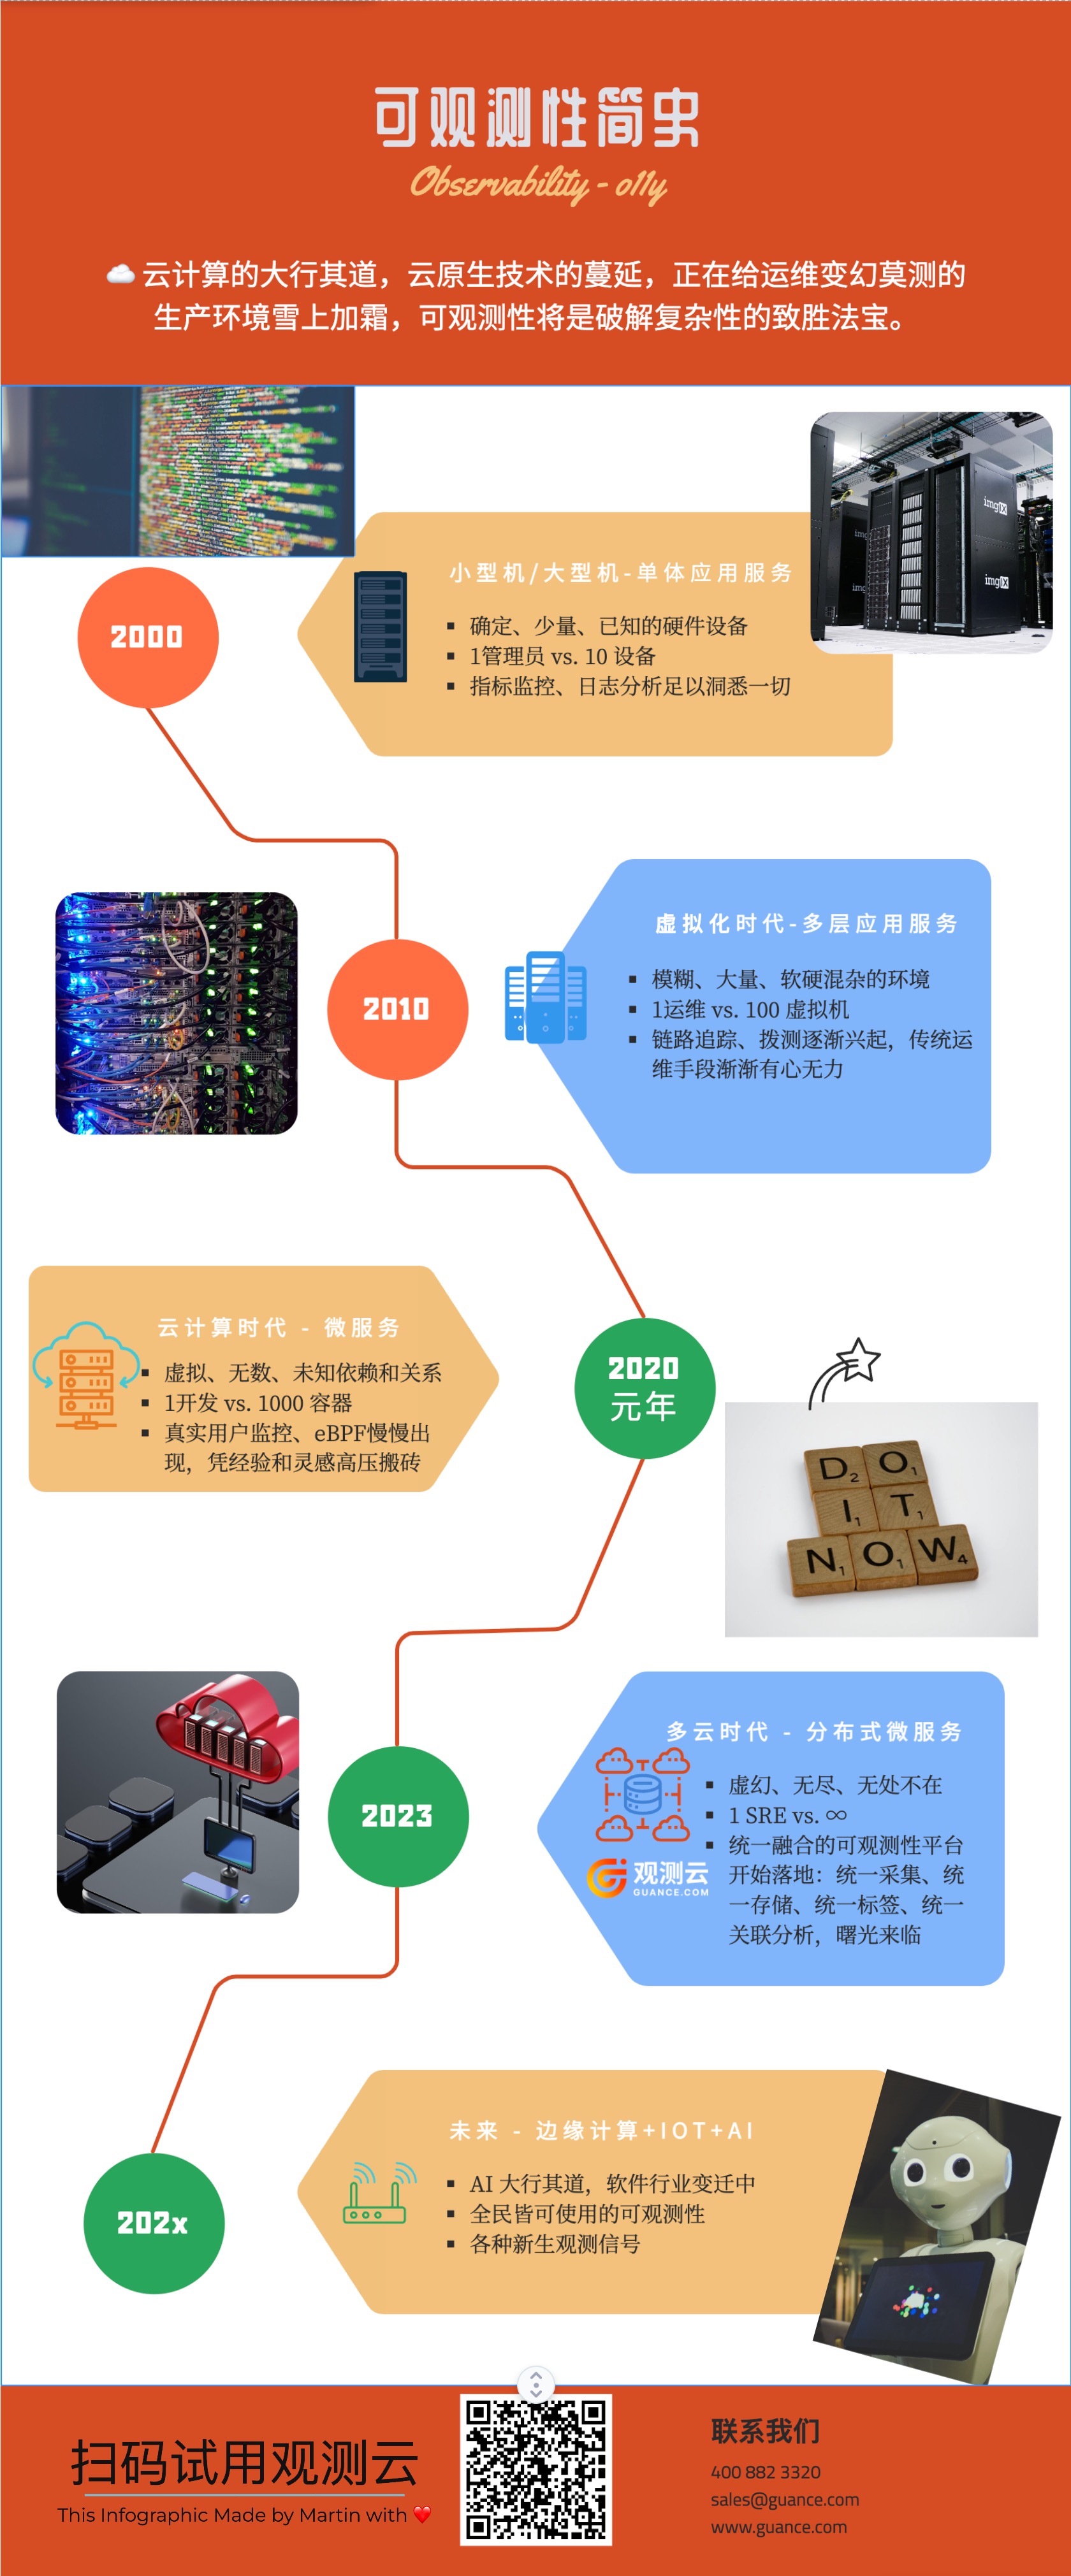 可观测性简史
Observability - o11y
☁️ 云计算的大行其道，云原生技术的蔓延，正在给运维变幻莫测的
生产环境雪上加霜，可观测性将是破解复杂性的致胜法宝。
imgix
imgix
2000
小型机/大型机-单体应用服务
▪ 确定、少量、已知的硬件设备
▪ 1管理员 vs. 10 设备
▪ 指标监控、日志分析足以洞悉一切
2010
虚拟化时代-多层应用服务
▪ 模糊、大量、软硬混杂的环境
▪ 1运维 vs. 100 虚拟机
▪ 链路追踪、拨测逐渐兴起，传统运
维手段渐渐有心无力
云计算时代 - 微服务
▪ 虚拟、无数、未知依赖和关系
▪ 1开发 vs. 1000 容器
▪ 真实用户监控、eBPF慢慢出
现，凭经验和灵感高压搬砖
2020
元年
D2 O1
I1 T1
N1 O1 W4
2023
多云时代 - 分布式微服务
▪ 虚幻、无尽、无处不在
▪ 1 SRE vs. ∞
▪ 统一融合的可观测性平台
开始落地：统一采集、统
一存储、统一标签、统一
关联分析，曙光来临
观测云
GUANCE.COM
202x
未来 - 边缘计算+IOT+AI
▪ AI 大行其道，软件行业变迁中
▪ 全民皆可使用的可观测性
▪ 各种新生观测信号
扫码试用观测云
This Infographic Made by Martin with ❤️
联系我们
400 882 3320
sales@guance.com
www.guance.com